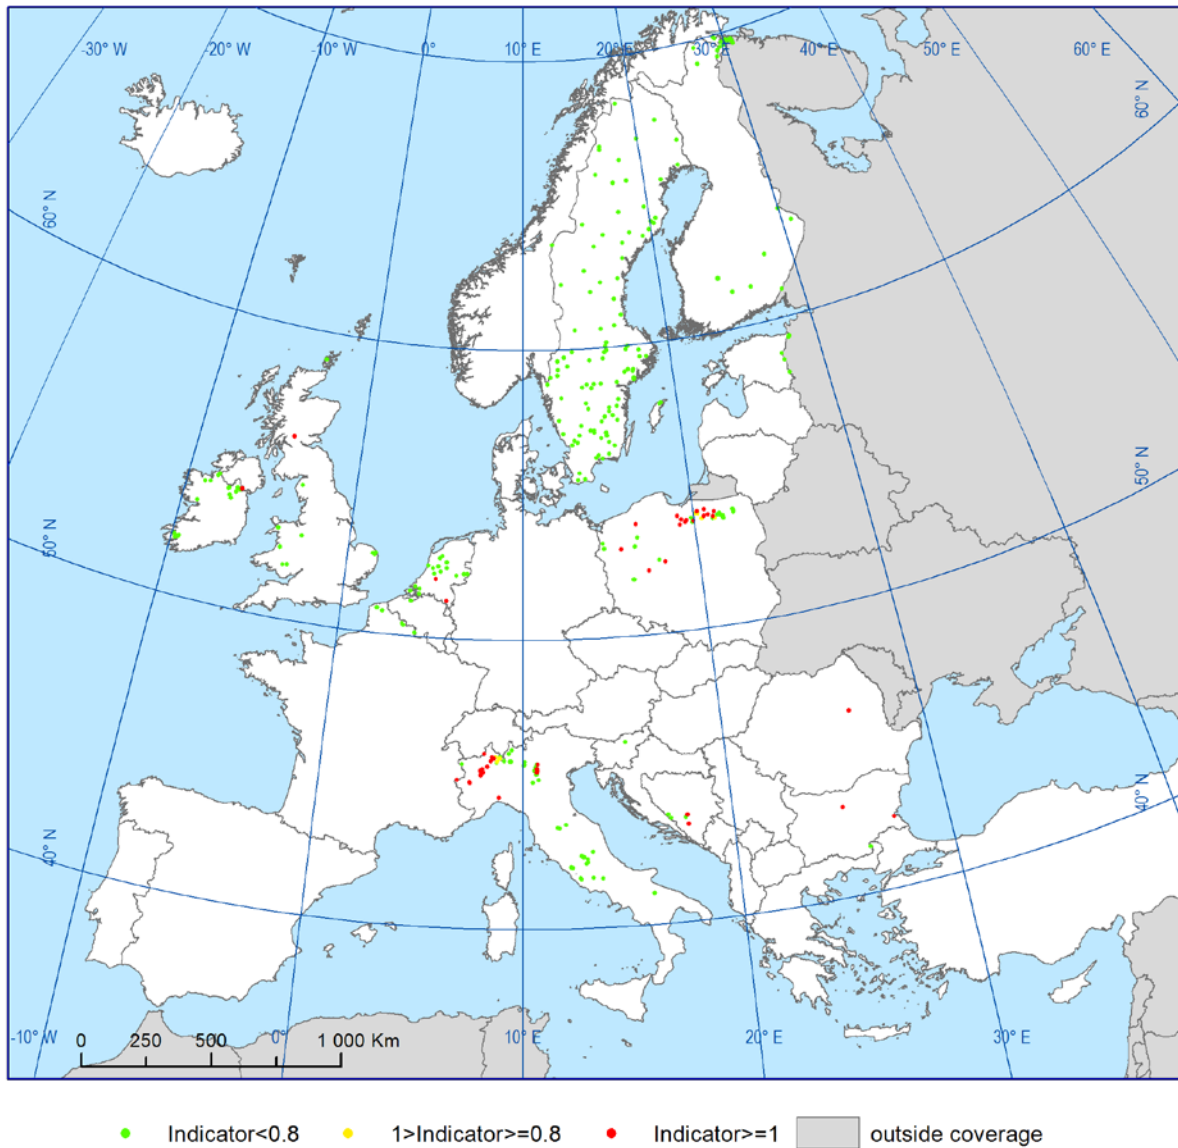 -30° W
-20° W
-10° W
0°
10° E
20° E
30° E
40° E
50° E
60° E
60° N
60° N
50° N
50° N
40° N
40° N
-10° W
0°
10° E
20° E
30° E
0 250 500 1 000 Km
Indicator<0.8 1>Indicator>=0.8 Indicator>=1 outside coverage